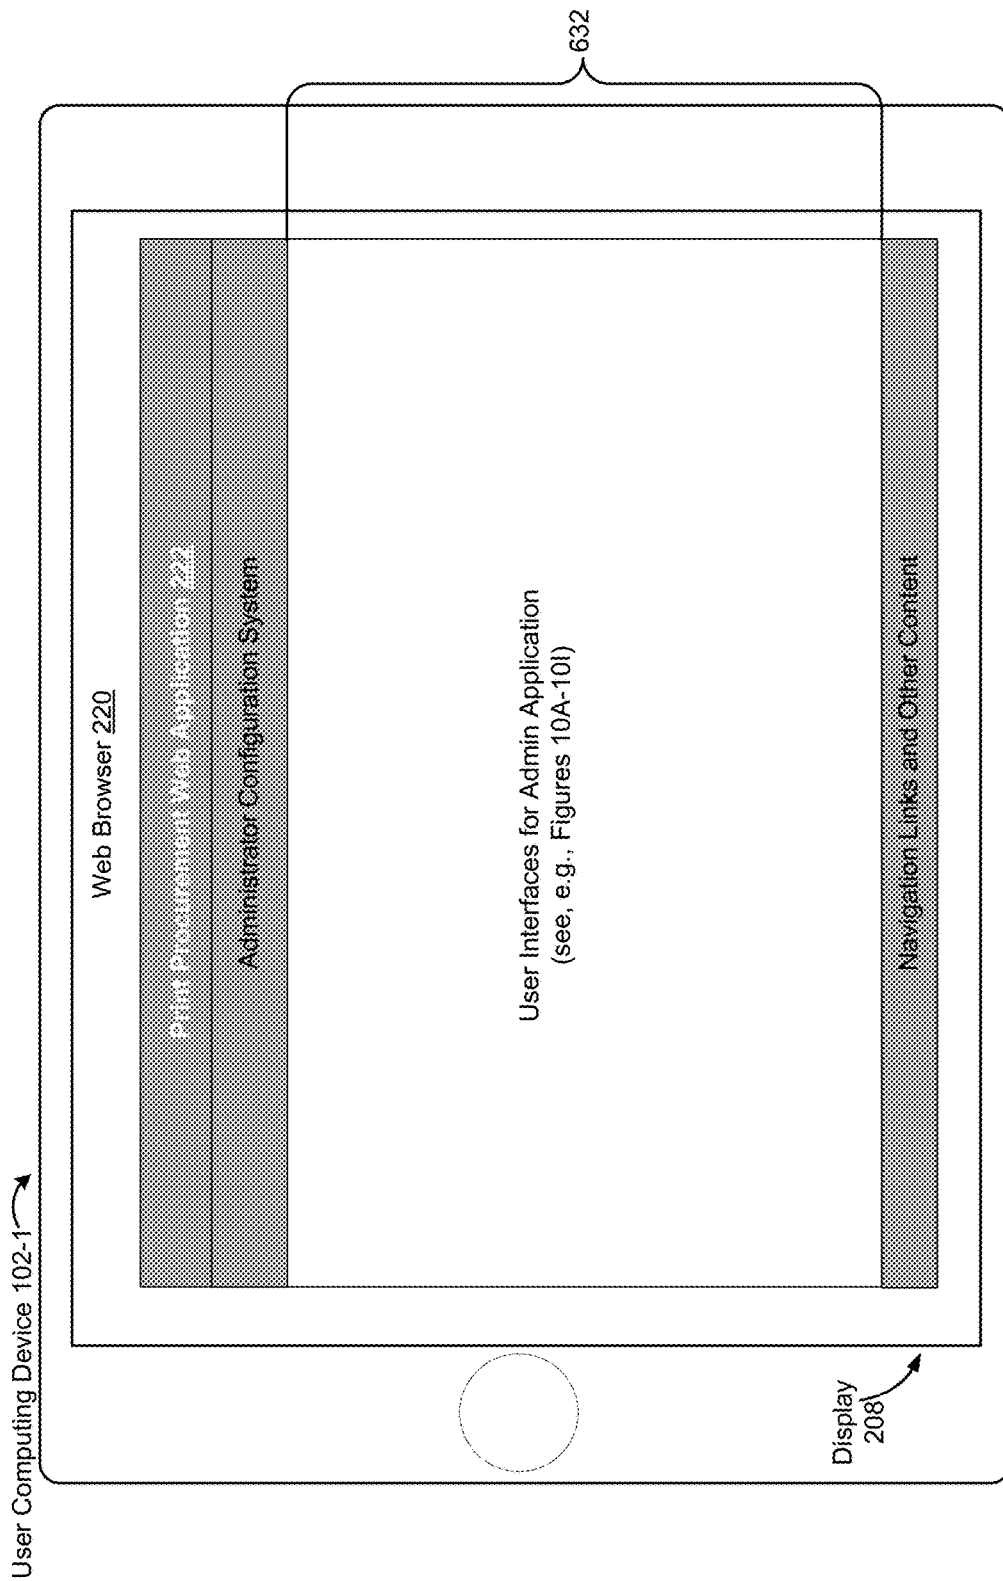 User Computing Device 102-1
Web Browser 220
Print Procurement Web Application 222
Administrator Configuration System
User Interfaces for Admin Application
(see, e.g., Figures 10A-10I)
632
Navigation Links and Other Content
Display
208